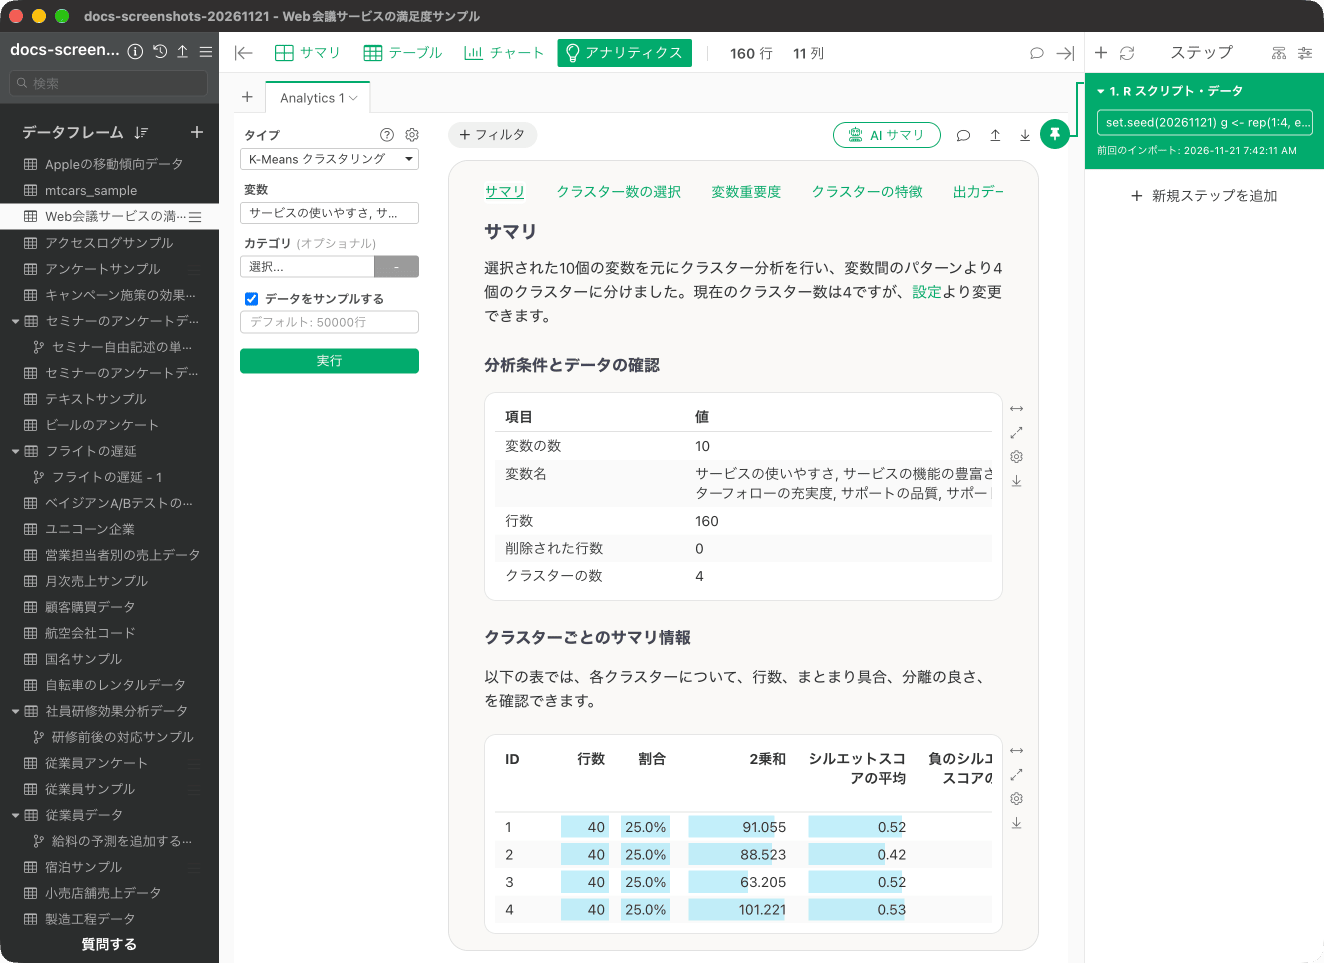 docs-screenshots-20261121 - Web会議サービスの満足度サンプル
docs-screen...
検索
データフレーム
Appleの移動傾向データ
mtcars_sample
Web会議サービスの満…
アクセスログサンプル
アンケートサンプル
キャンペーン施策の効果…
セミナーのアンケートデ…
セミナー自由記述の単…
セミナーのアンケートデ…
テキストサンプル
ビールのアンケート
フライトの遅延
フライトの遅延 - 1
ベイジアンA/Bテストの…
ユニコーン企業
営業担当者別の売上データ
月次売上サンプル
顧客購買データ
航空会社コード
国名サンプル
自転車のレンタルデータ
社員研修効果分析データ
研修前後の対応サンプル
従業員アンケート
従業員サンプル
従業員データ
給料の予測を追加する…
宿泊サンプル
小売店舗売上データ
製造工程データ
質問する
サマリ
テーブル
チャート
アナリティクス
160 行
11 列
Analytics 1
タイプ
K-Means クラスタリング
変数
サービスの使いやすさ, サ...
カテゴリ (オプショナル)
選択...
-
データをサンプルする
デフォルト: 50000行
実行
+ フィルタ
AI サマリ
サマリ クラスター数の選択 変数重要度 クラスターの特徴 出力デー
サマリ
選択された10個の変数を元にクラスター分析を行い、変数間のパターンより4
個のクラスターに分けました。現在のクラスター数は4ですが、設定より変更
できます。
分析条件とデータの確認
項目 値
変数の数 10
変数名 サービスの使いやすさ, サービスの機能の豊富さ
ターフォローの充実度, サポートの品質, サポート
行数 160
削除された行数 0
クラスターの数 4
クラスターごとのサマリ情報
以下の表では、各クラスターについて、行数、まとまり具合、分離の良さ、
を確認できます。
ID 行数 割合 2乗和 シルエットスコアの平均 負のシルエ スコアの
1 40 25.0% 91.055 0.52
2 40 25.0% 88.523 0.42
3 40 25.0% 63.205 0.52
4 40 25.0% 101.221 0.53
ステップ
1. R スクリプト・データ
set.seed(20261121) g <- rep(1:4, e...
前回のインポート: 2026-11-21 7:42:11 AM
+ 新規ステップを追加